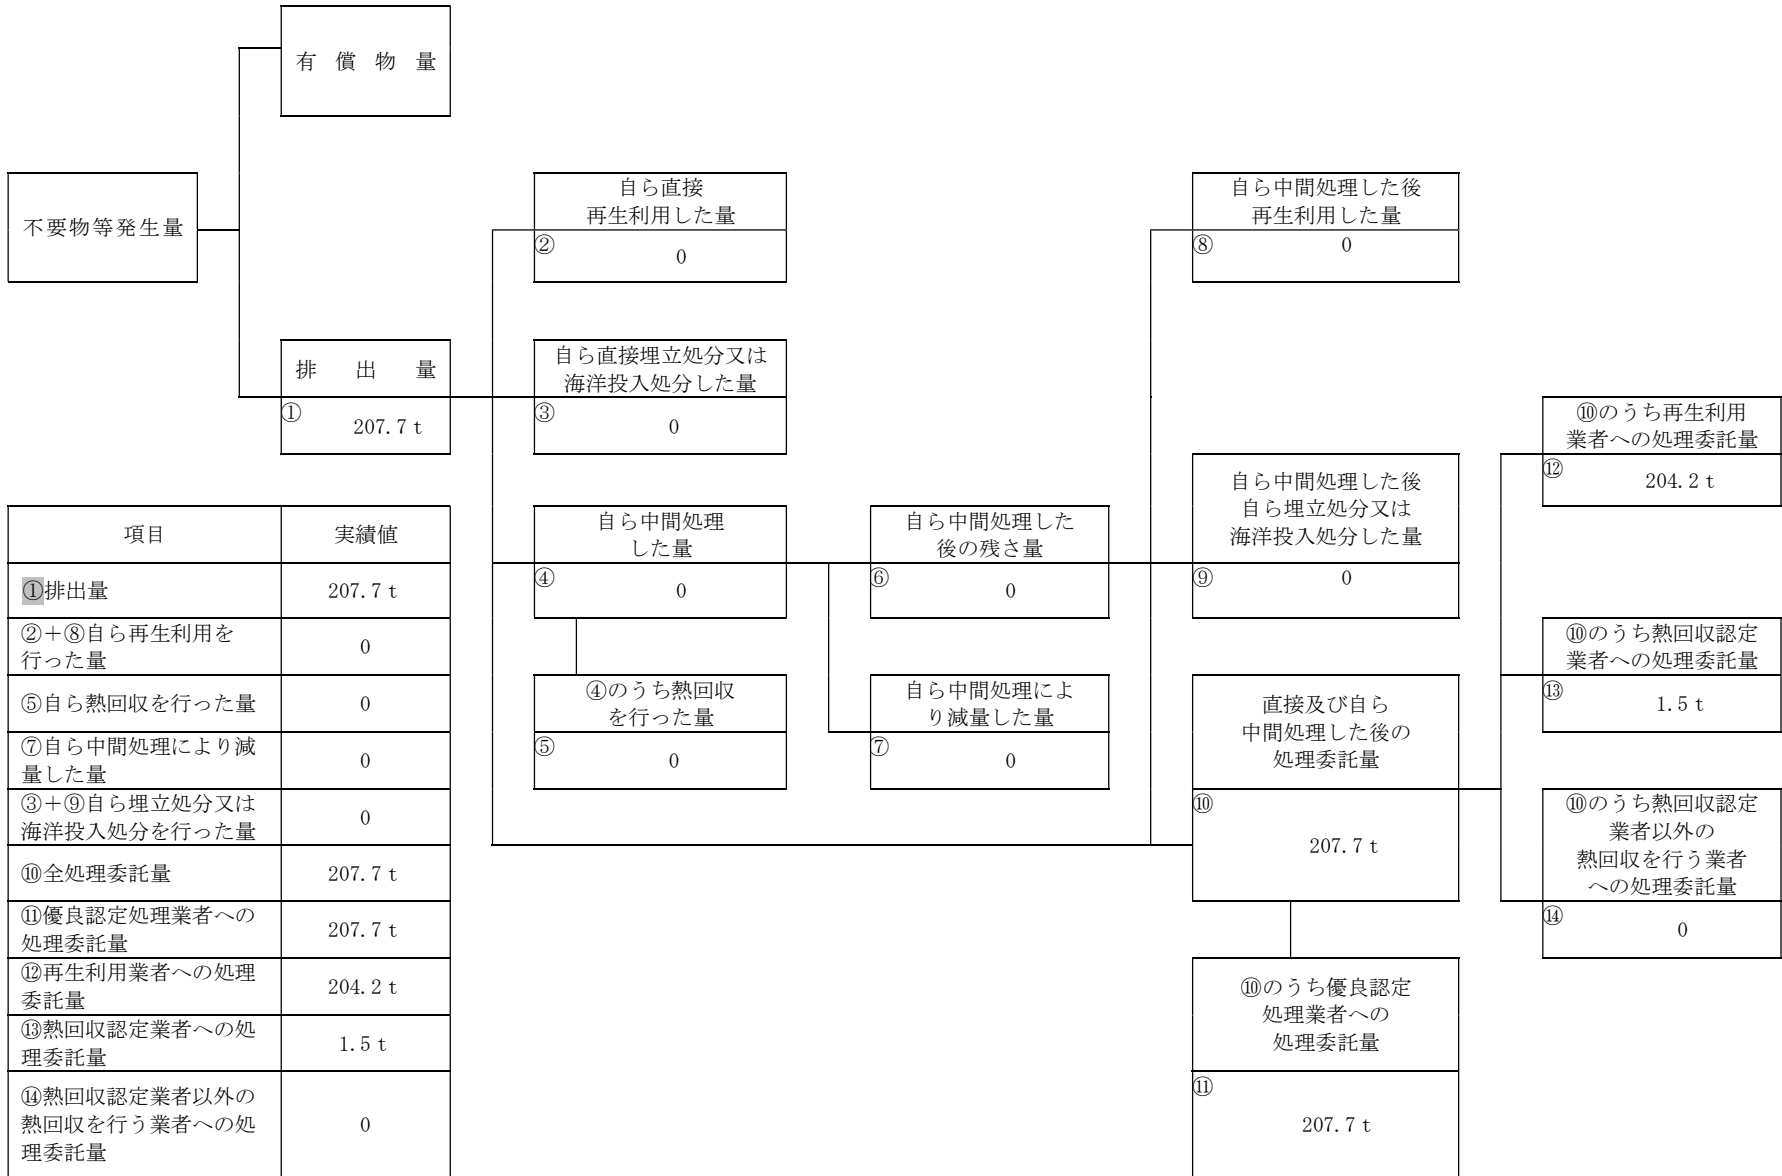 有償物量
不要物等発生量
自ら直接
再生利用した量
②
0
自ら中間処理した後
再生利用した量
⑧
0
排出量
①
207.7 t
自ら直接埋立処分又は
海洋投入処分した量
③
0
⑩のうち再生利用
業者への処理委託量
⑫
204.2 t
自ら中間処理した後
自ら埋立処分又は
海洋投入処分した量
⑨
0
自ら中間処理
した量
④
0
自ら中間処理した
後の残さ量
⑥
0
⑩のうち熱回収認定
業者への処理委託量
⑬
1.5 t
④のうち熱回収
を行った量
⑤
0
自ら中間処理によ
り減量した量
⑦
0
直接及び自ら
中間処理した後の
処理委託量
⑩
207.7 t
⑩のうち熱回収認定
業者以外の
熱回収を行う業者
への処理委託量
⑭
0
⑩のうち優良認定
処理業者への
処理委託量
⑪
207.7 t
項目
実績値
①排出量
207.7 t
②+⑧自ら再生利用を
行った量
0
⑤自ら熱回収を行った量
0
⑦自ら中間処理により減
量した量
0
③+⑨自ら埋立処分又は
海洋投入処分を行った量
0
⑩全処理委託量
207.7 t
⑪優良認定処理業者への
処理委託量
207.7 t
⑫再生利用業者への処理
委託量
204.2 t
⑬熱回収認定業者への処
理委託量
1.5 t
⑭熱回収認定業者以外の
熱回収を行う業者への処
理委託量
0